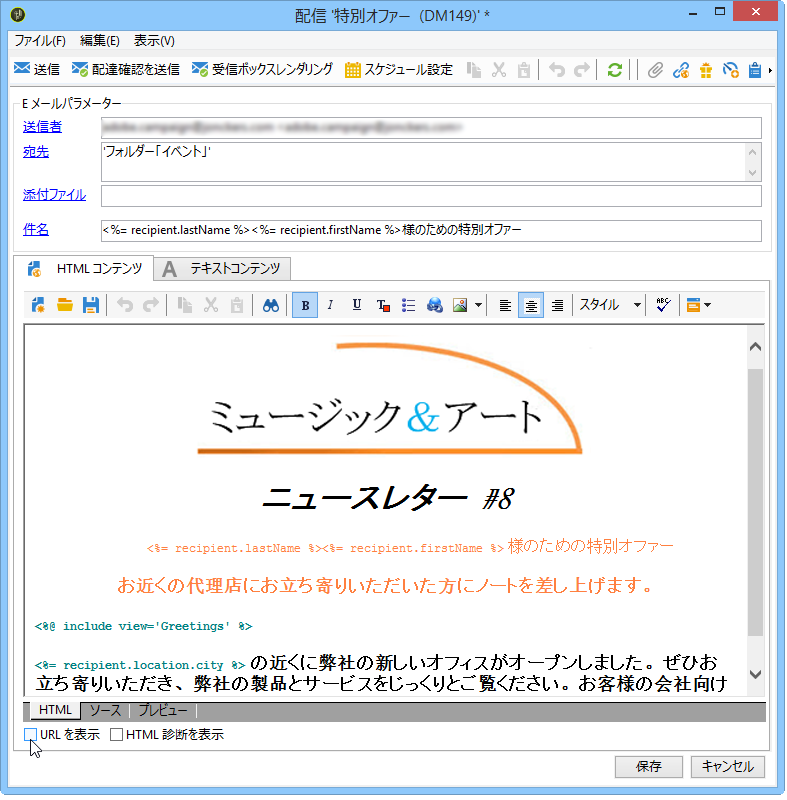 配信 '特別オファー (DM149)' *
ファイル(F) 編集(E) 表示(V)
送信 配達確認を送信 受信ボックスレンダリング スケジュール設定
E メールパラメーター
送信者
宛先 'フォルダー「イベント」'
添付ファイル
件名 <%= recipient.lastName %><%= recipient.firstName %>様のための特別オファー
HTML コンテンツ A テキストコンテンツ
B I U T スタイル ABC
ミュージック&アート
ニュースレター #8
<%= recipient.lastName %><%= recipient.firstName %> 様のための特別オファー
お近くの代理店にお立ち寄りいただいた方にノートを差し上げます。
<%@ include view='Greetings' %>
<%= recipient.location.city %> の近くに弊社の新しいオフィスがオープンしました。ぜひお
立ち寄りいただき、弊社の製品とサービスをじっくりとご覧ください。お客様の会社向け
HTML ソース プレビュー
URL を表示 HTML 診断を表示
保存 キャンセル